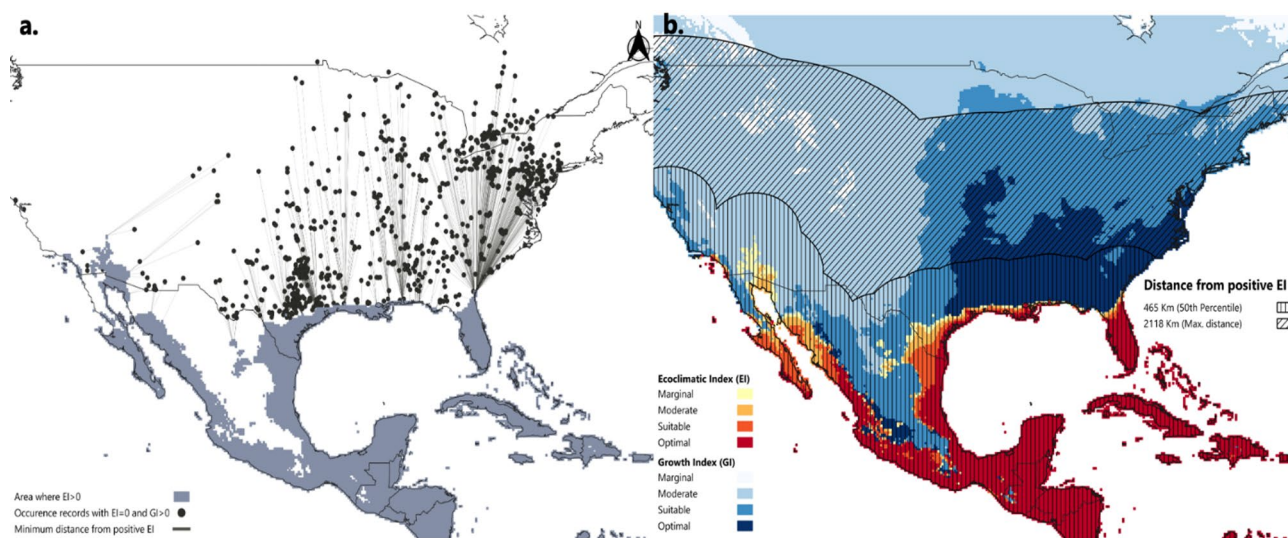 a.
N
Area where EI>0
Occurence records with EI=0 and GI>0
Minimum distance from positive EI
b.
Distance from positive EI
465 Km (50th Percentile)
2118 Km (Max. distance)
Ecoclimatic Index (EI)
Marginal
Moderate
Suitable
Optimal
Growth Index (GI)
Marginal
Moderate
Suitable
Optimal